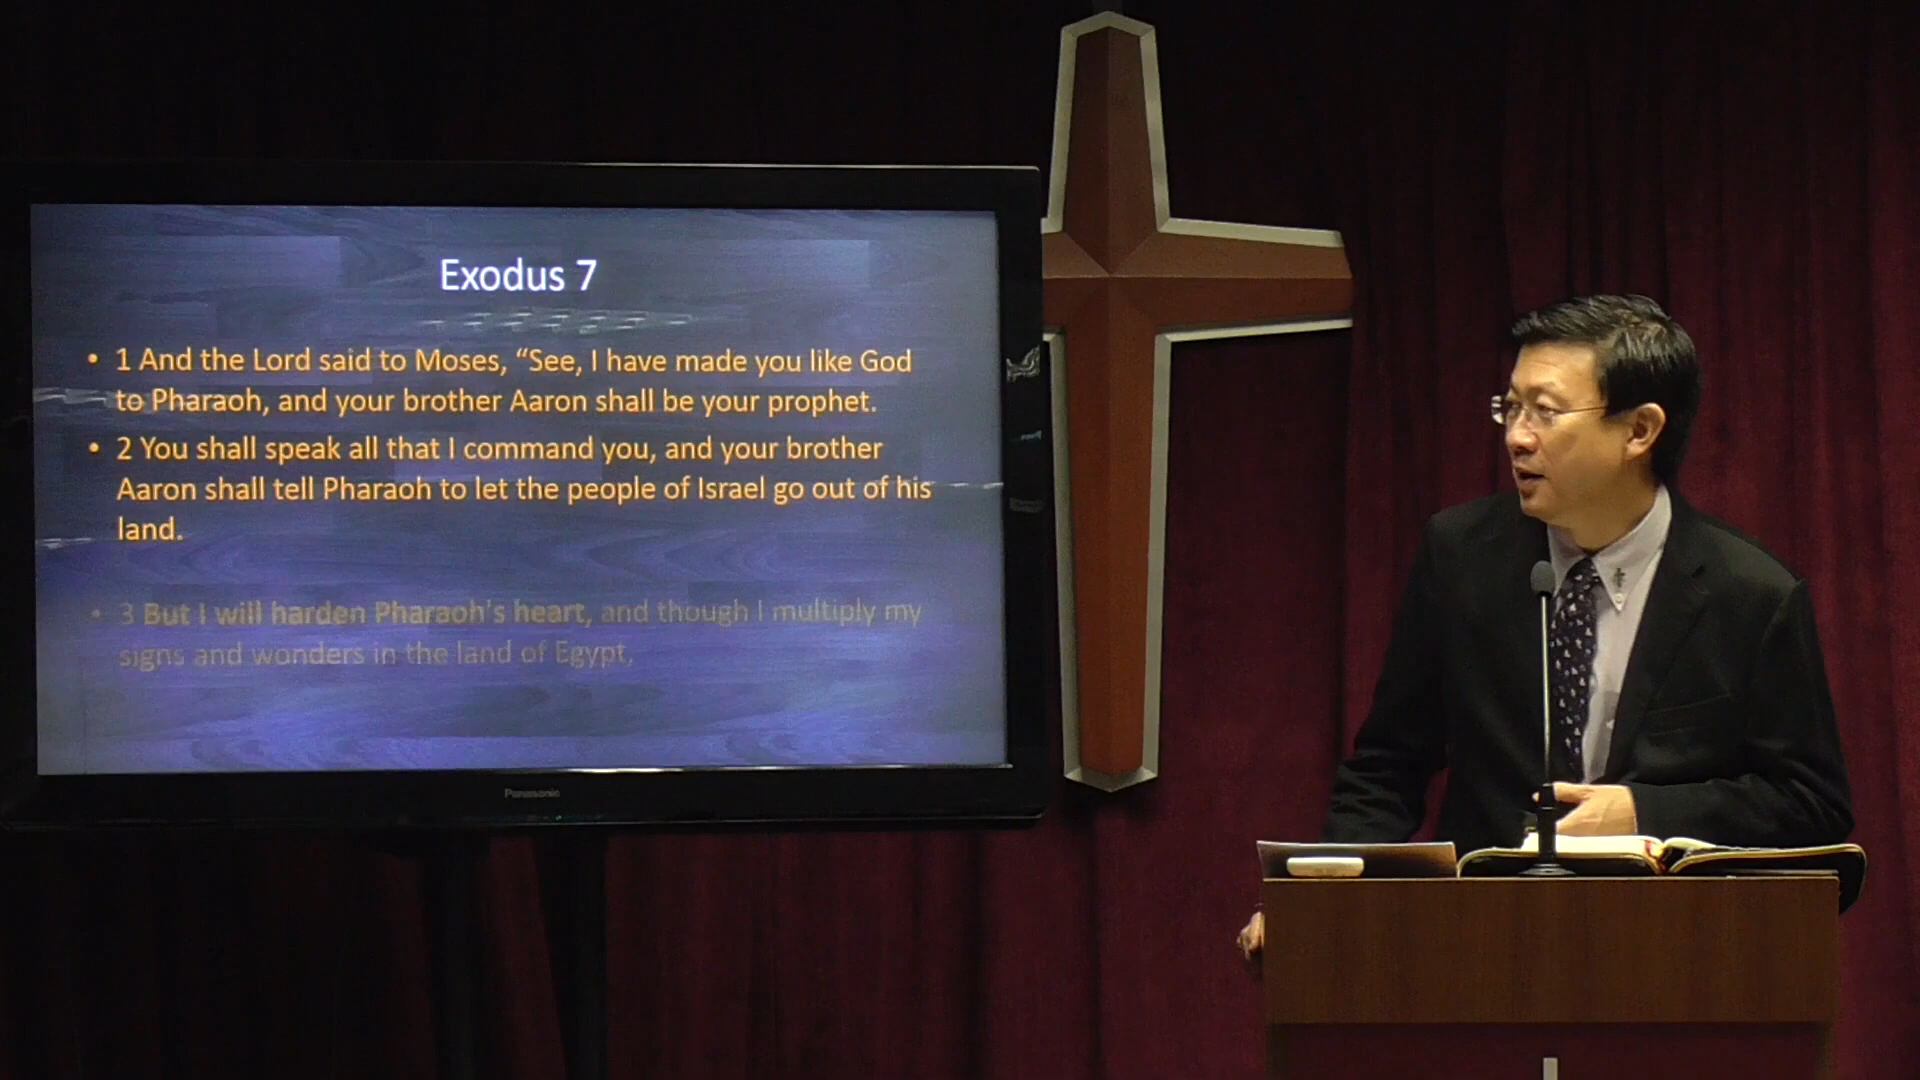 Exodus 7
• 1 And the Lord said to Moses, “See, I have made you like God
to Pharaoh, and your brother Aaron shall be your prophet.
• 2 You shall speak all that I command you, and your brother
Aaron shall tell Pharaoh to let the people of Israel go out of his
land.
• 3 But I will harden Pharaoh's heart, and though I multiply my
signs and wonders in the land of Egypt,
Panasonic